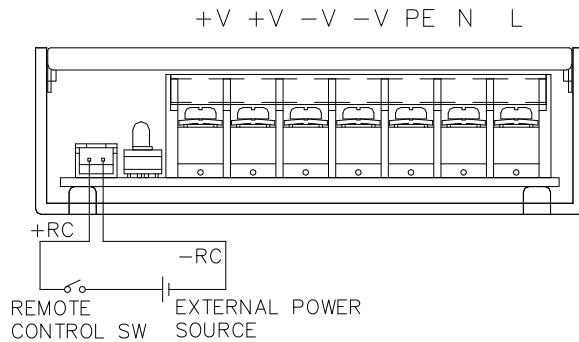 +V +V −V −V PE N L
+RC
−RC
REMOTE
CONTROL SW
EXTERNAL POWER
SOURCE